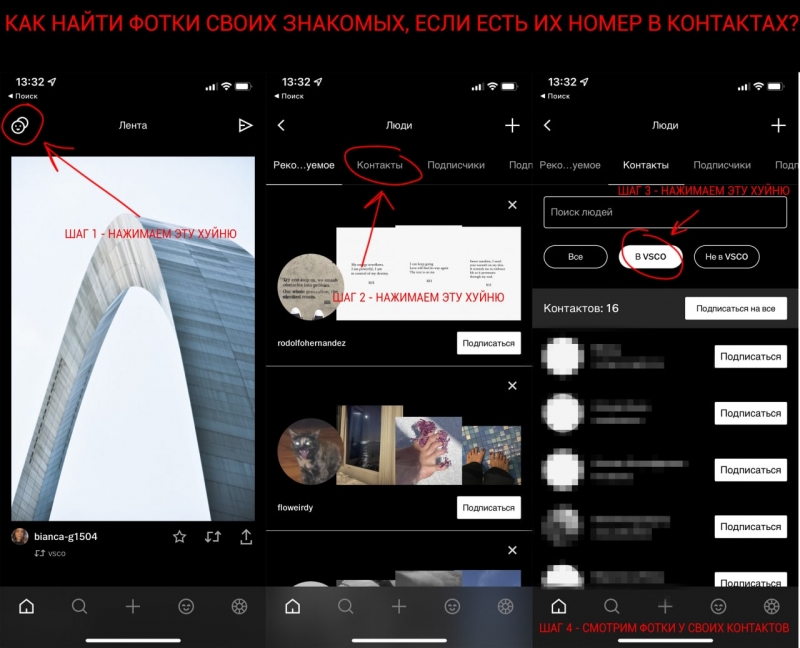 КАК НАЙТИ ФОТКИ СВОИХ ЗНАКОМЫХ, ЕСЛИ ЕСТЬ ИХ НОМЕР В КОНТАКТАХ?
13:32
Поиск
Лента
ШАГ 1 - НАЖИМАЕМ ЭТУ ХУЙНЮ
bianca-g1504
vsco
13:32
Поиск
Люди
Реко...уемое Контакты Подписчики Подп
ШАГ 2 - НАЖИМАЕМ ЭТУ ХУЙНЮ
rodolfohernandez Подписаться
floweirdy Подписаться
13:32
Поиск
Люди
Реко...уемое Контакты Подписчики Подп
ШАГ 3 - НАЖИМАЕМ ЭТУ ХУЙНЮ
Поиск людей
Все В VSCO Не в VSCO
Контактов: 16 Подписаться на все
Подписаться
Подписаться
Подписаться
Подписаться
Подписаться
ШАГ 4 - СМОТРИМ ФОТКИ У СВОИХ КОНТАКТОВ